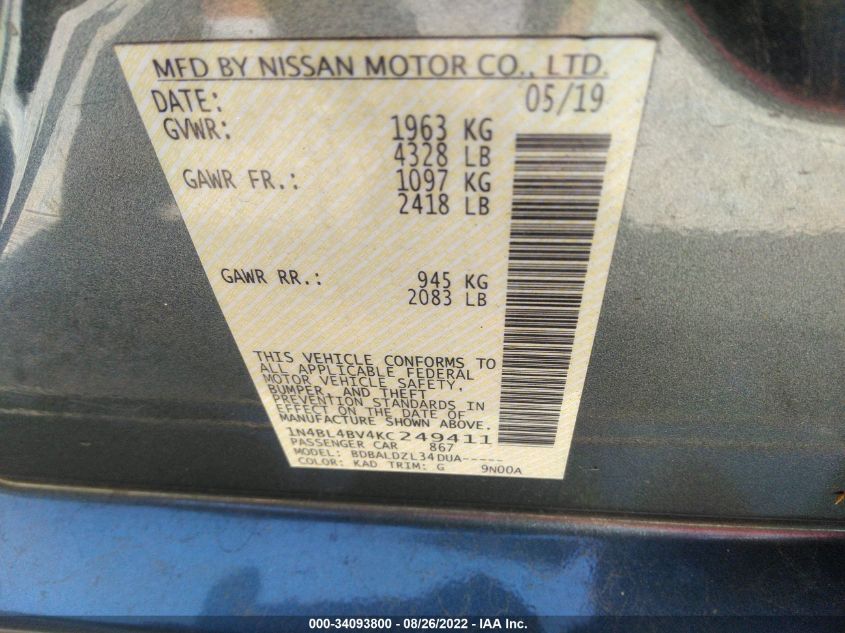 MFD BY NISSAN MOTOR CO., LTD.
DATE: 05/19
GVWR: 1963 KG
4328 LB
GAWR FR.: 1097 KG
2418 LB
GAWR RR.: 945 KG
2083 LB
THIS VEHICLE CONFORMS TO
ALL APPLICABLE FEDERAL
MOTOR VEHICLE SAFETY,
BUMPER, AND THEFT
PREVENTION STANDARDS IN
EFFECT ON THE DATE OF
MANUFACTURE SHOWN ABOVE.
1N4BL4BV4KC249411
PASSENGER CAR 867
MODEL: BDBALDZL34DUA-----
COLOR: KAD TRIM: G 9N00A
000-34093800 - 08/26/2022 - IAA Inc.